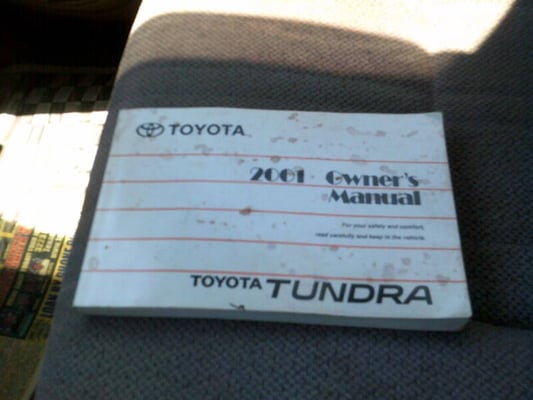 TOYOTA
2001 Owner's
Manual
For your safety and comfort,
read carefully and keep in the vehicle.
TOYOTA TUNDRA